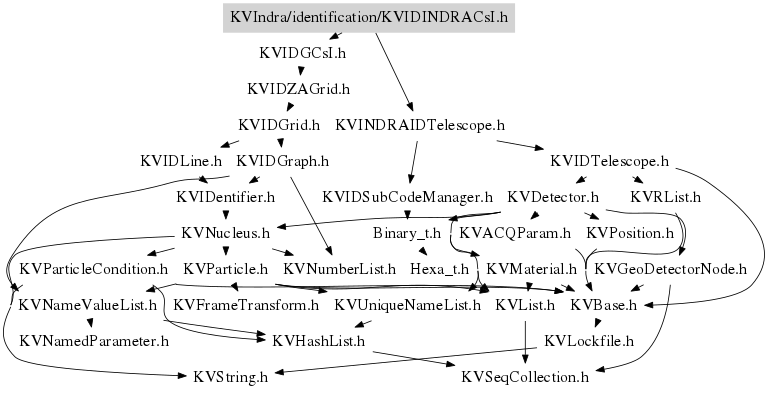 KVIndra/identification/KVIDINDRACsI.h
KVIDGCsI.h
KVIDZAGrid.h
KVIDGrid.h KVINDRAIDTelescope.h
KVIDLine.h KVIDGraph.h KVIDTelescope.h
KVIDentifier.h KVIDSubCodeManager.h KVDetector.h KVRList.h
KVNucleus.h Binary_t.h KVACQParam.h KVPosition.h
KVParticleCondition.h KVParticle.h KVNumberList.h Hexa_t.h KVMaterial.h KVGeoDetectorNode.h
KVNameValueList.h KVFrameTransform.h KVUniqueNameList.h KVList.h KVBase.h
KVNamedParameter.h KVHashList.h KVLockfile.h
KVString.h KVSeqCollection.h